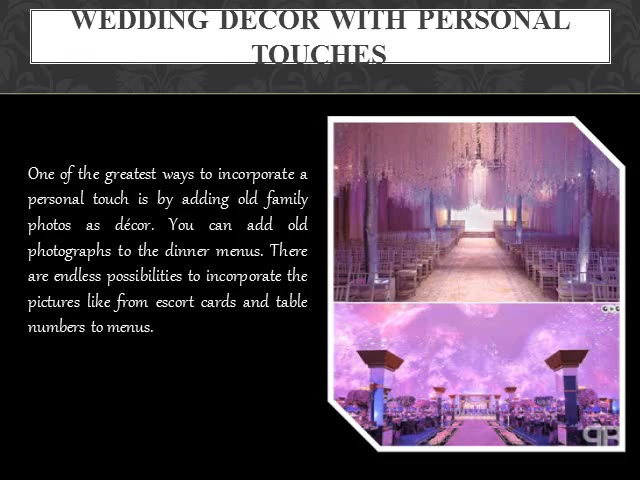 WEDDING DECOR WITH PERSONAL
TOUCHES
One of the greatest ways to incorporate a
personal touch is by adding old family
photos as décor. You can add old
photographs to the dinner menus. There
are endless possibilities to incorporate the
pictures like from escort cards and table
numbers to menus.